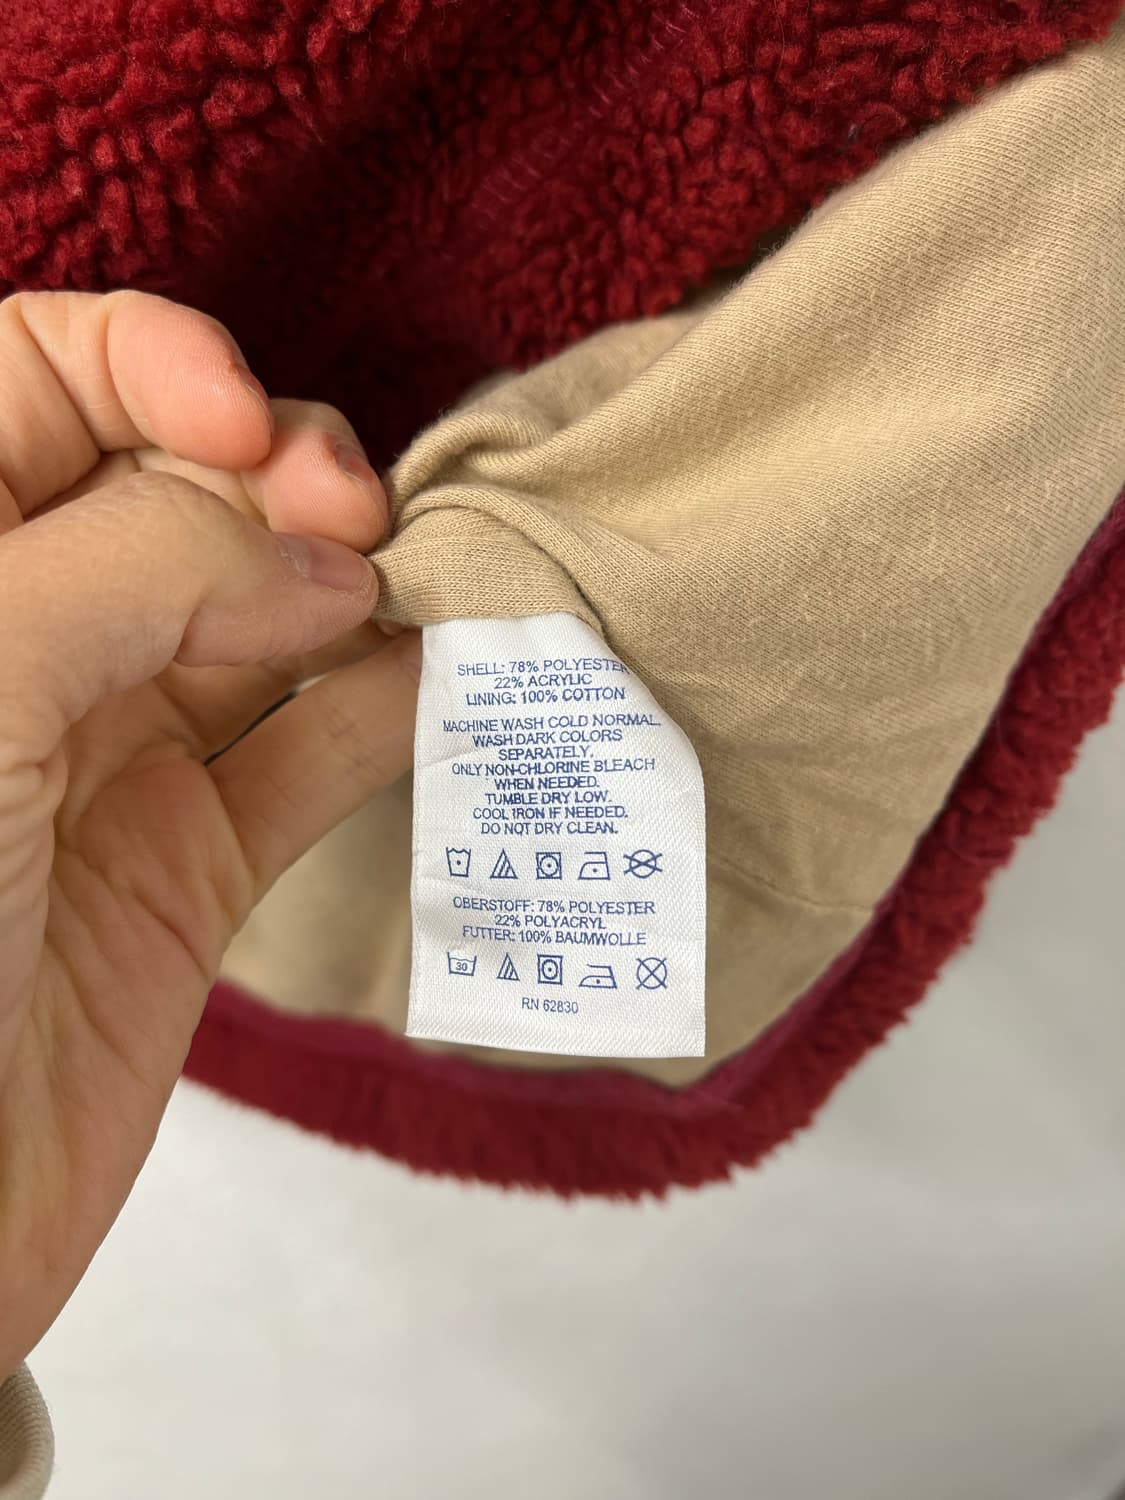 SHELL: 78% POLYESTER
22% ACRYLIC
LINING: 100% COTTON
MACHINE WASH COLD NORMAL.
WASH DARK COLORS
SEPARATELY.
ONLY NON-CHLORINE BLEACH
WHEN NEEDED.
TUMBLE DRY LOW.
COOL IRON IF NEEDED.
DO NOT DRY CLEAN.
OBERSTOFF: 78% POLYESTER
22% POLYACRYL
FUTTER: 100% BAUMWOLLE
30
RN 62830